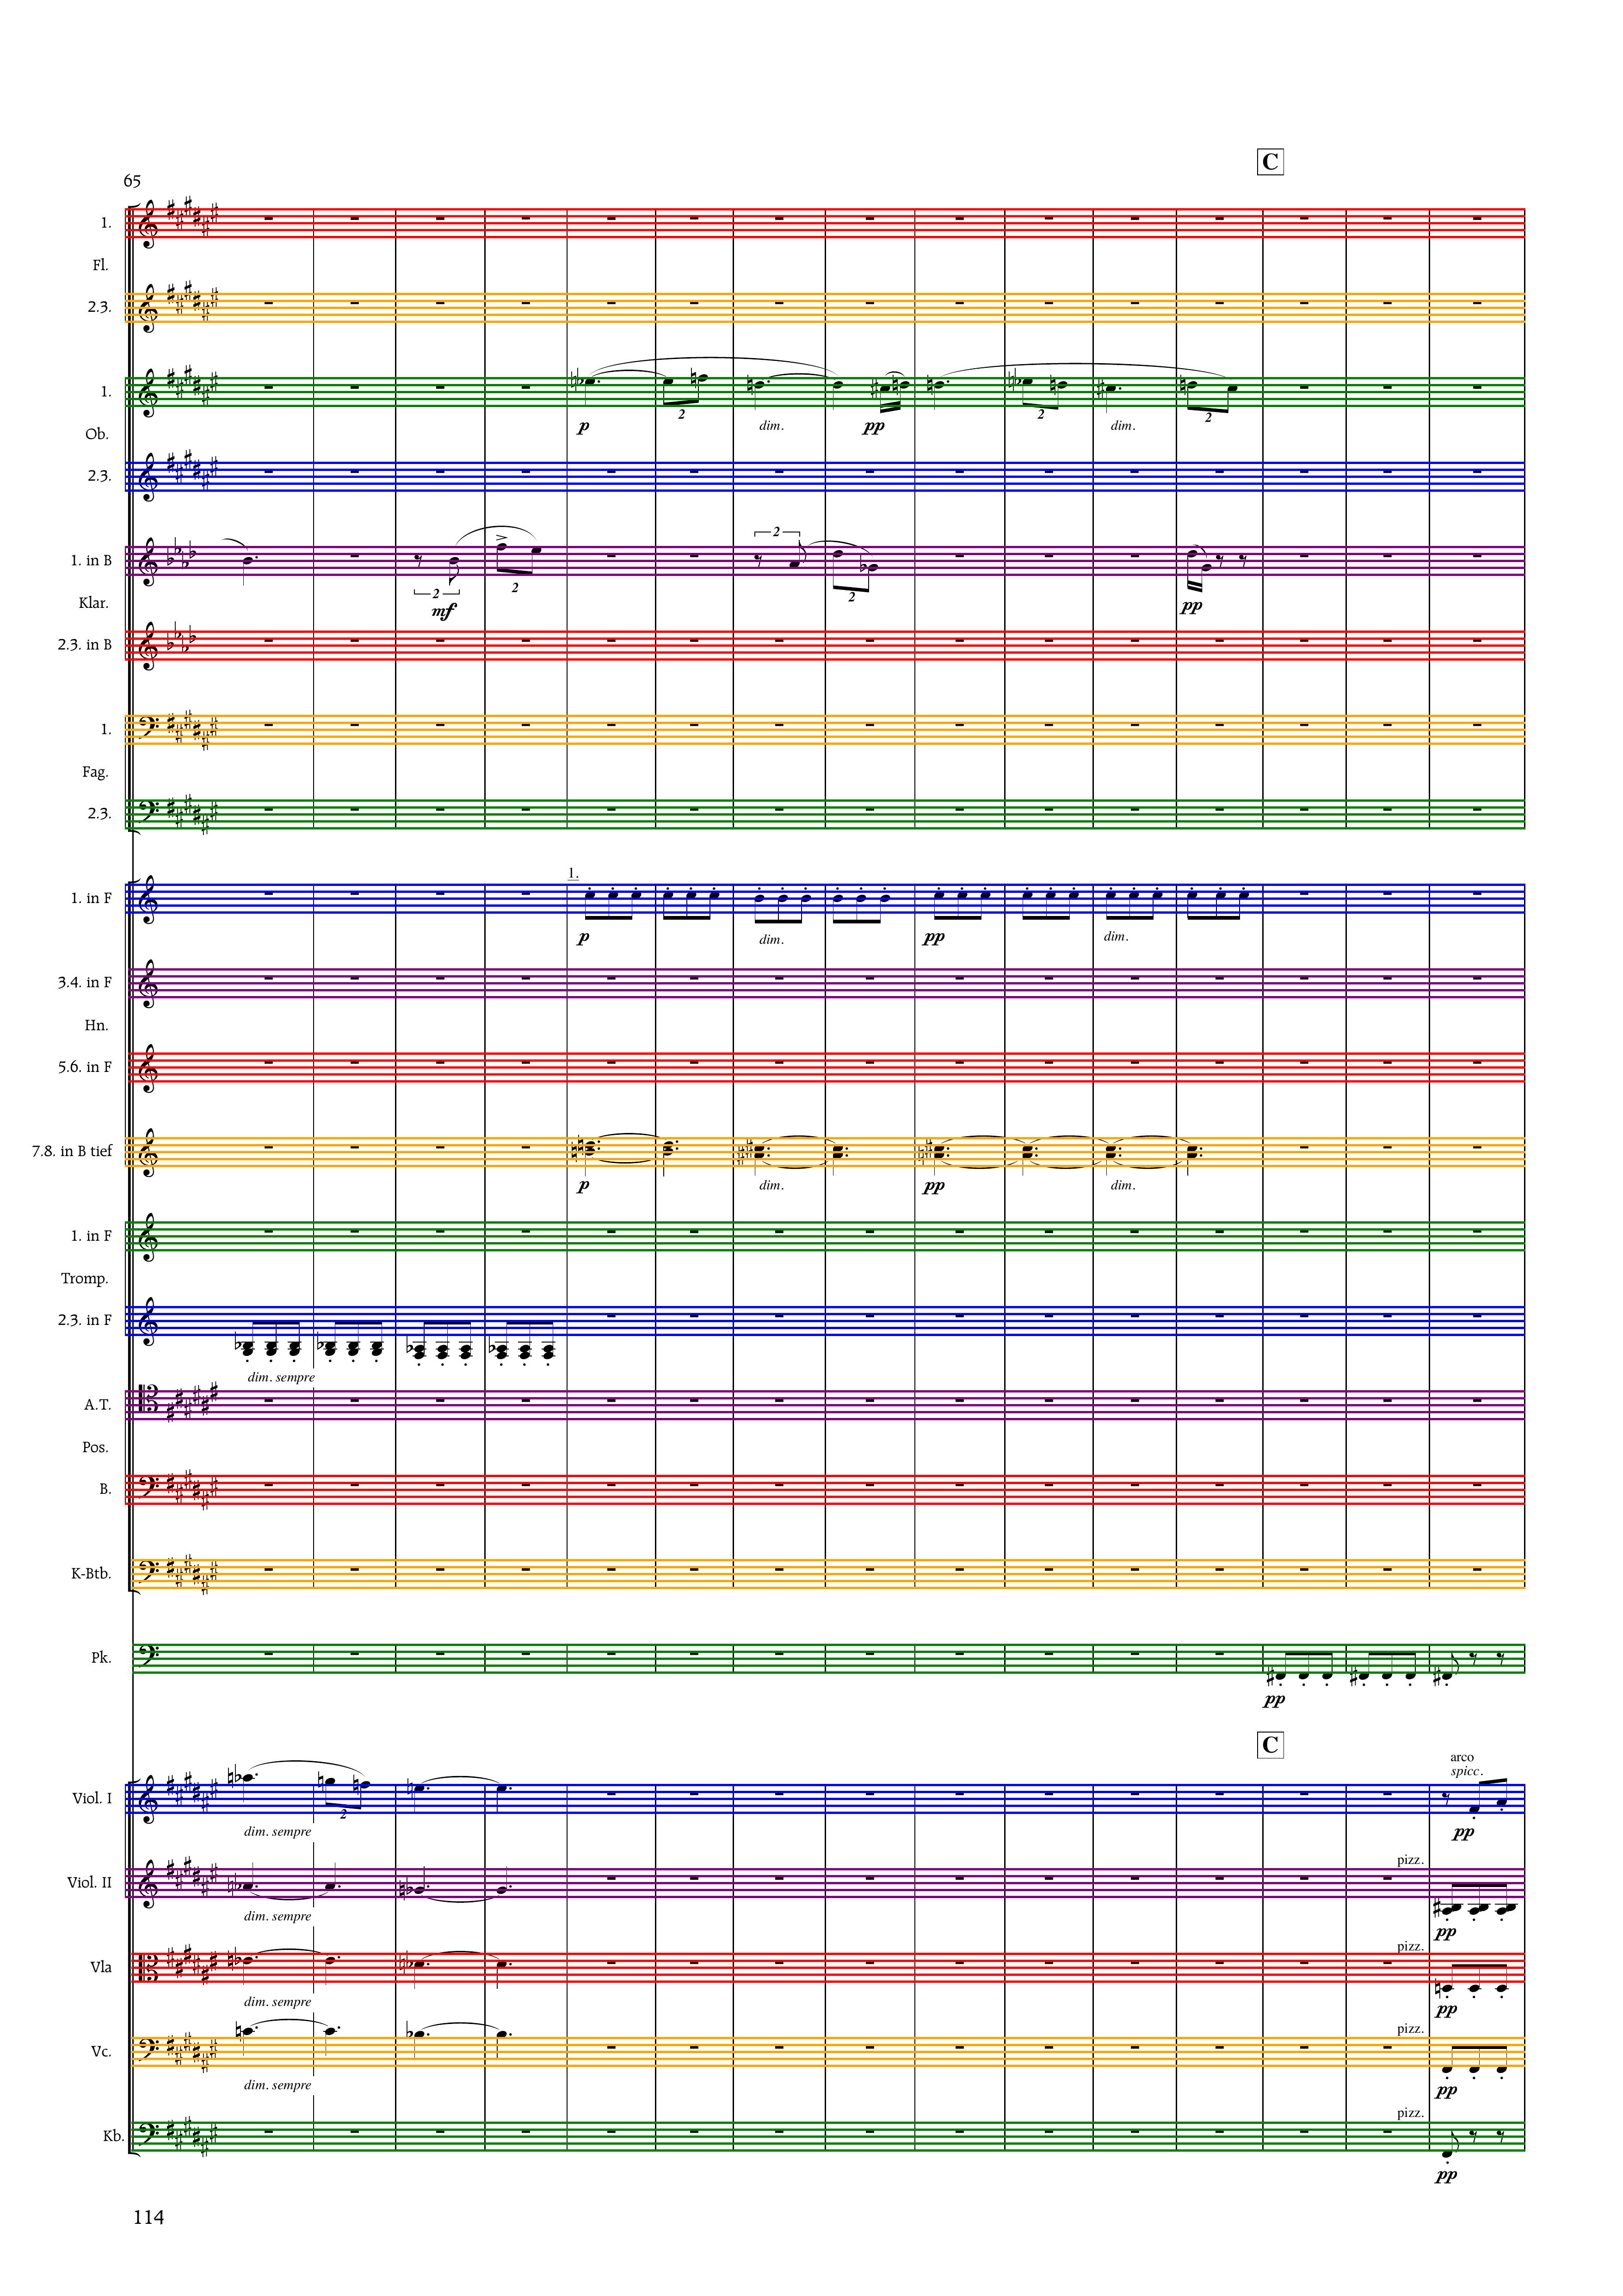 C
65
1.
Fl.
2.3.
1.
p
2
dim.
pp
2
dim.
2
Ob.
2.3.
1. in B
2
mf
2
2
2
pp
Klar.
2.3. in B
1.
Fag.
2.3.
1.
1. in F
p
dim.
pp
dim.
3.4. in F
Hn.
5.6. in F
7.8. in B tief
p
dim.
pp
dim.
1. in F
Tromp.
2.3. in F
dim. sempre
A.T.
Pos.
B.
K-Btb.
Pk.
pp
C
arco
spicc.
Viol. I
2
dim. sempre
pp
pizz.
Viol. II
dim. sempre
pp
pizz.
Vla
dim. sempre
pp
pizz.
Vc.
dim. sempre
pp
pizz.
Kb.
pp
114